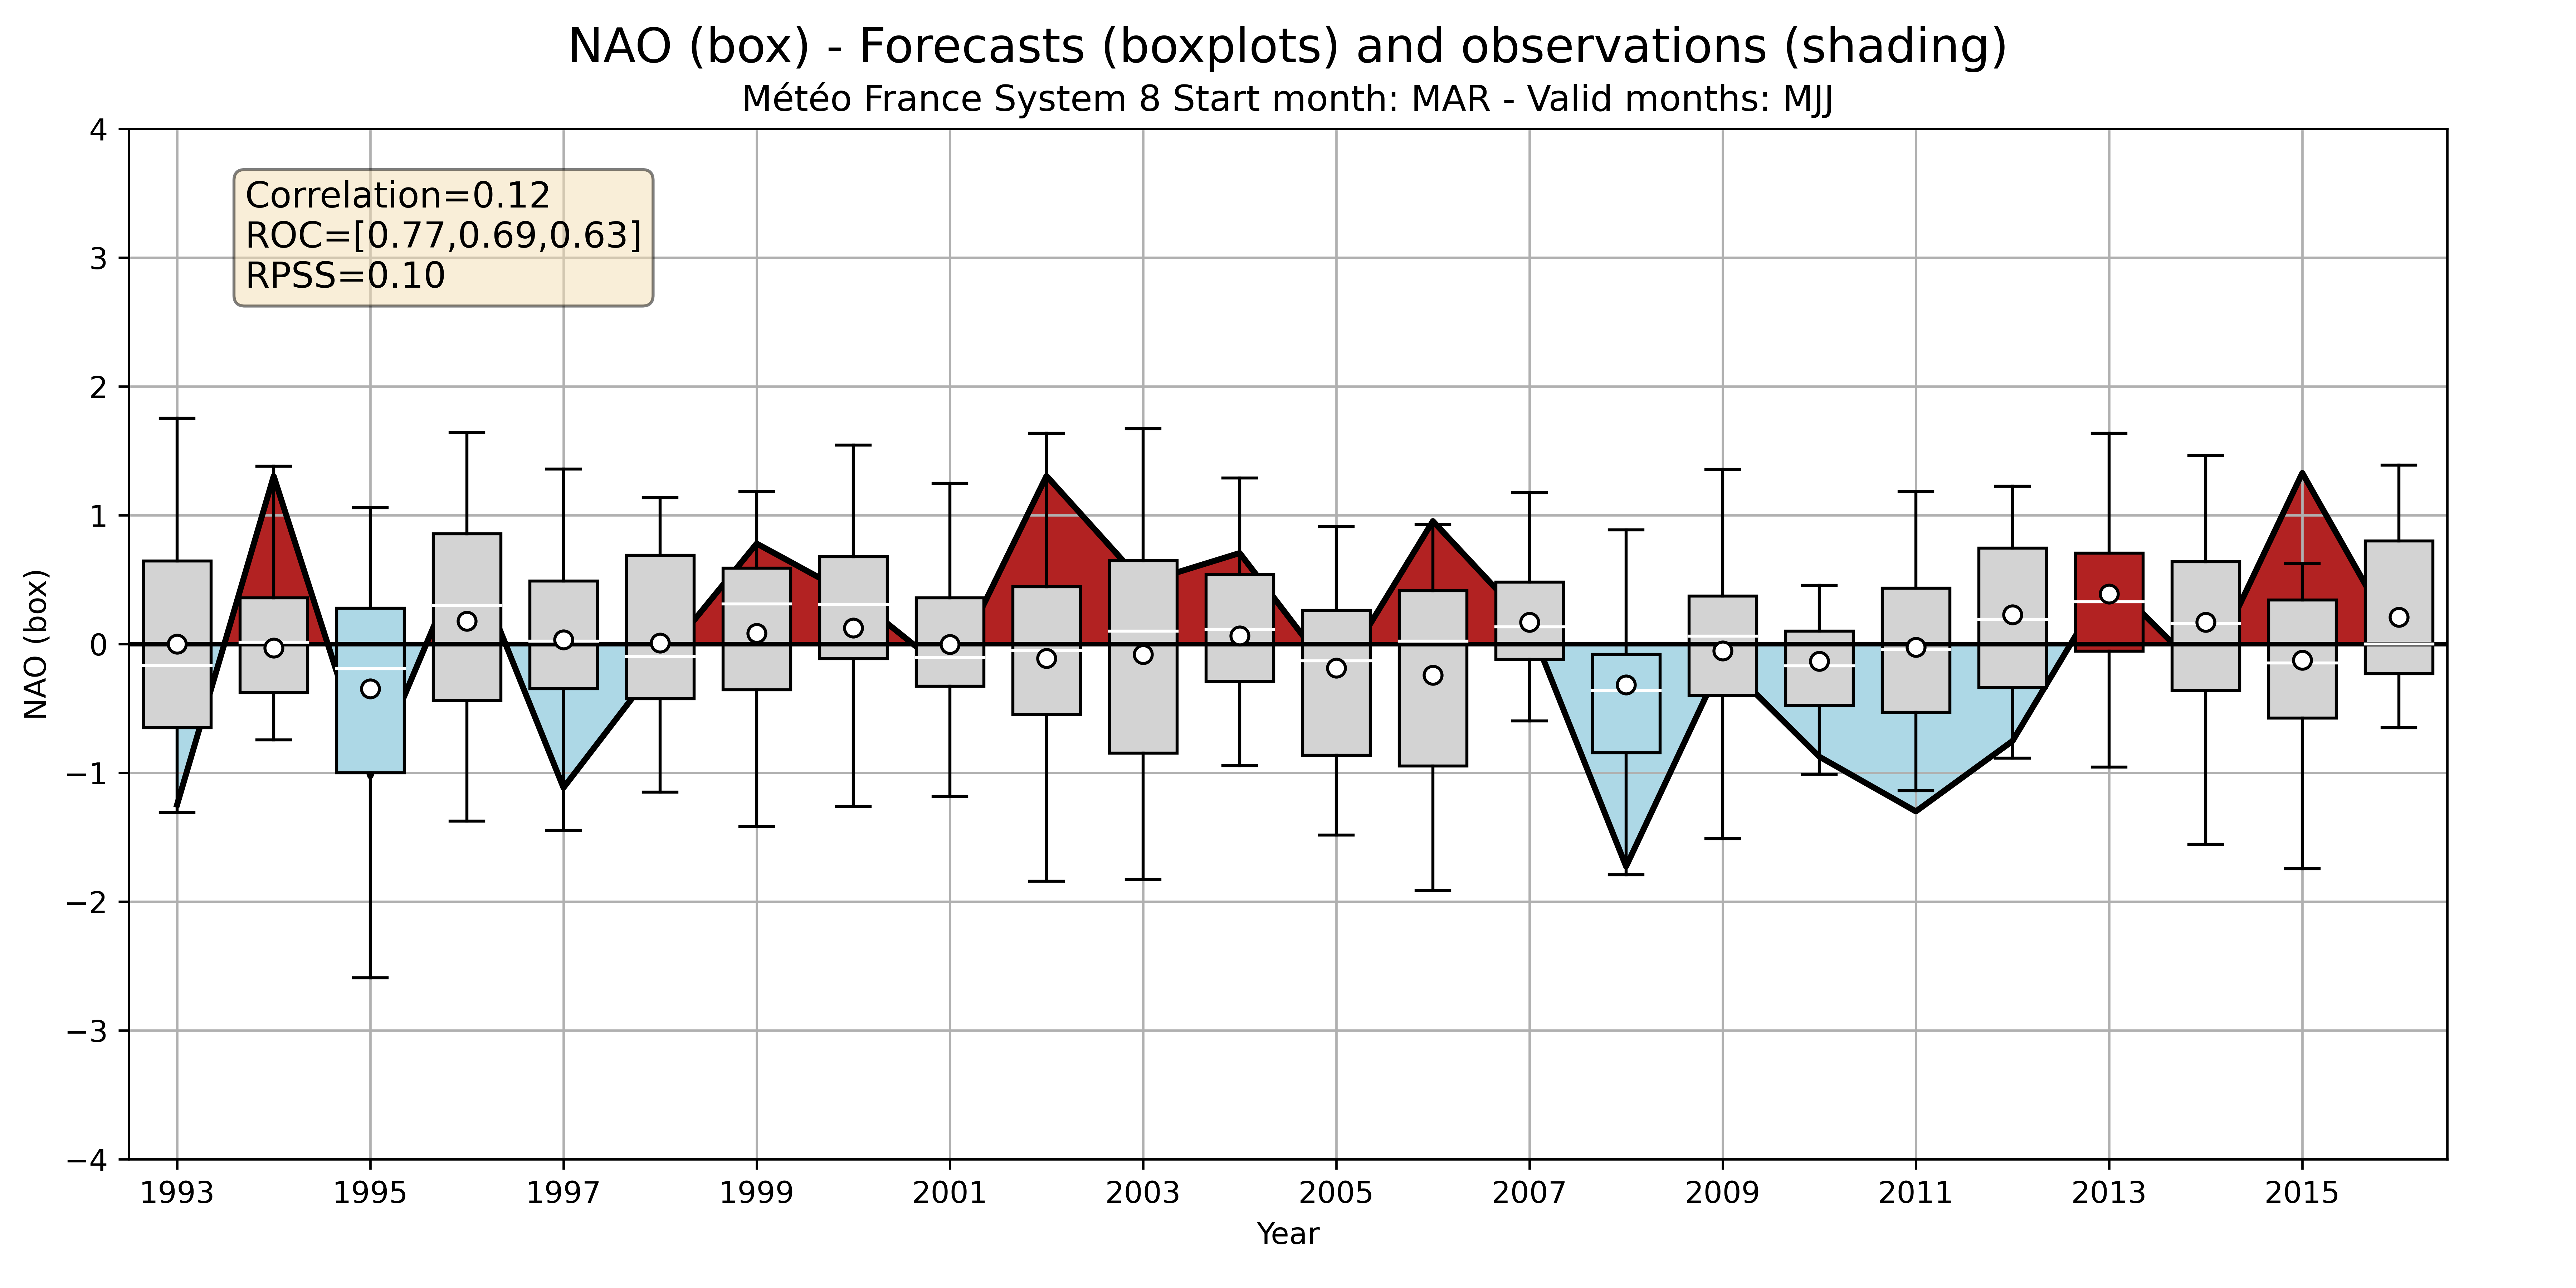 NAO (box) - Forecasts (boxplots) and observations (shading)
Météo France System 8 Start month: MAR - Valid months: MJJ
Correlation=0.12
ROC=[0.77,0.69,0.63]
RPSS=0.10
NAO (box)
4
3
2
1
0
−1
−2
−3
−4
1993 1995 1997 1999 2001 2003 2005 2007 2009 2011 2013 2015
Year